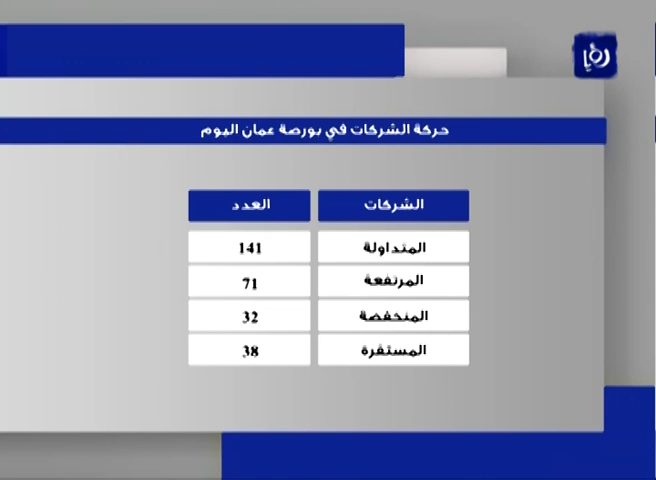 رؤيا
حركة الشركات في بورصة عمان اليوم
الشركات العدد
المتداولة 141
المرتفعة 71
المنخفضة 32
المستقرة 38